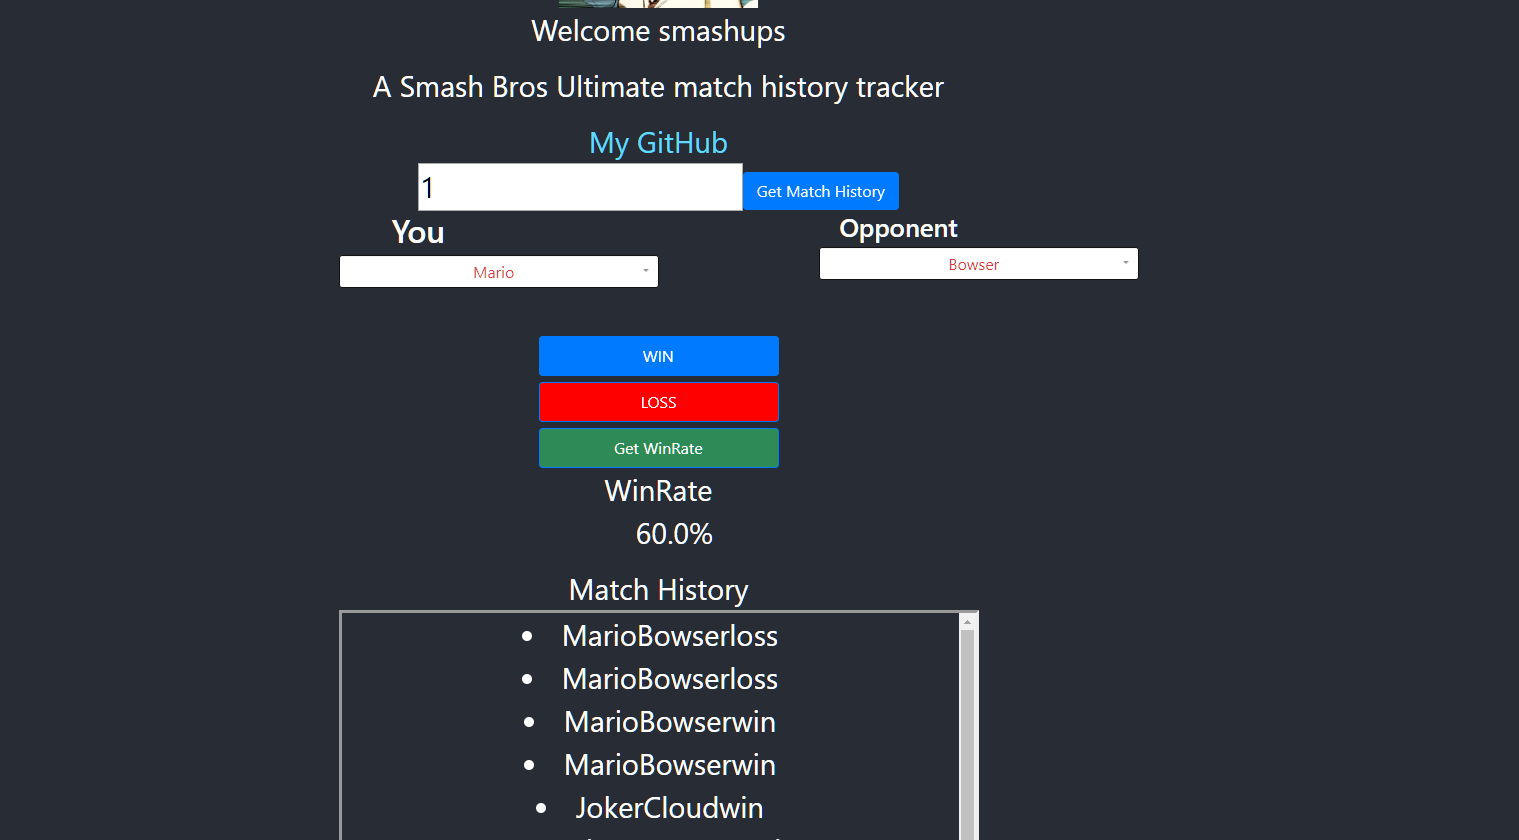 Welcome smashups
A Smash Bros Ultimate match history tracker
My GitHub
1 Get Match History
You Opponent
Mario Bowser
WIN
LOSS
Get WinRate
WinRate
60.0%
Match History
MarioBowserloss
MarioBowserloss
MarioBowserwin
MarioBowserwin
JokerCloudwin